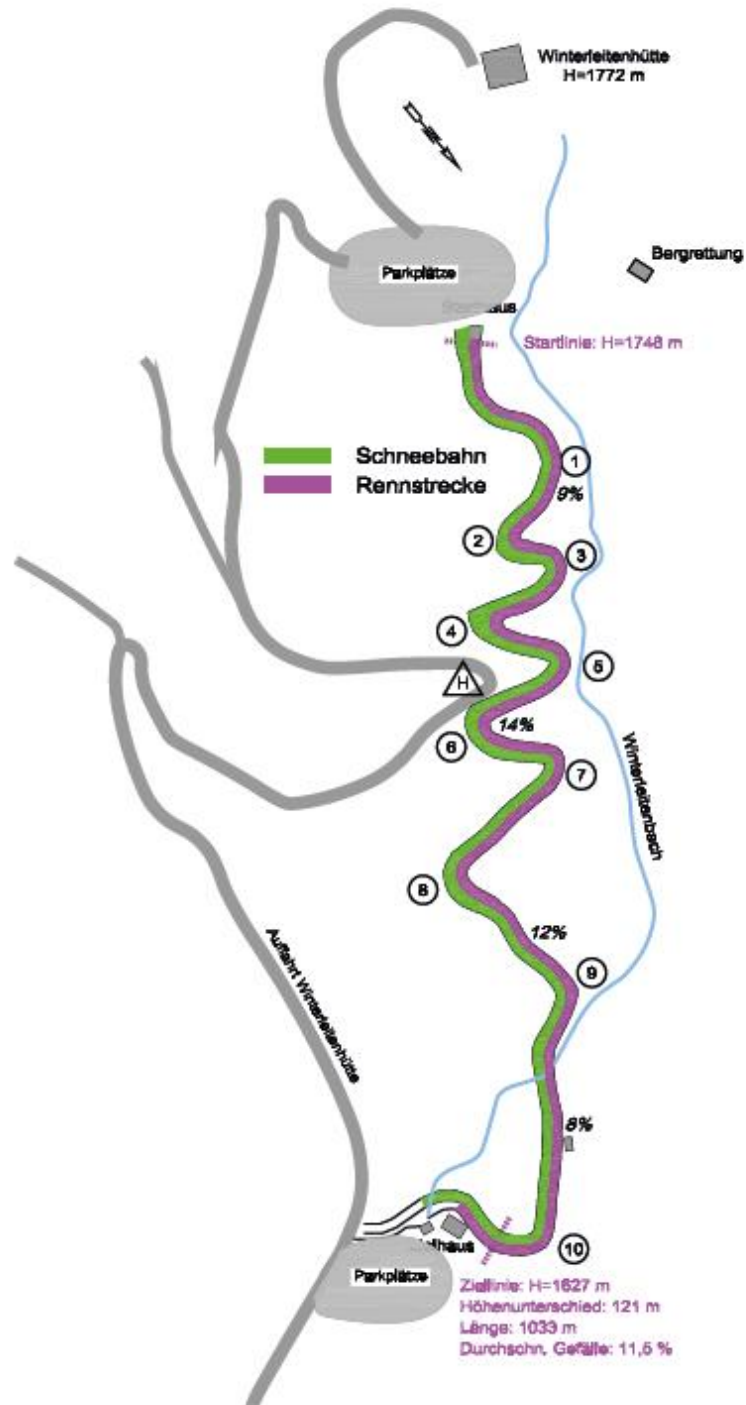 Winterleitenhütte
H=1772 m
Bergrettung
Parkplätze
Startlinie: H=1748 m
Schneebahn
Rennstrecke
1
9%
2
3
4
5
H
14%
6
7
Winterleitenbach
8
12%
9
Auffahrt Winterleitenhütte
8%
10
Parkplätze
Ziellinie: H=1627 m
Höhenunterschied: 121 m
Länge: 1033 m
Durchschn. Gefälle: 11,5 %